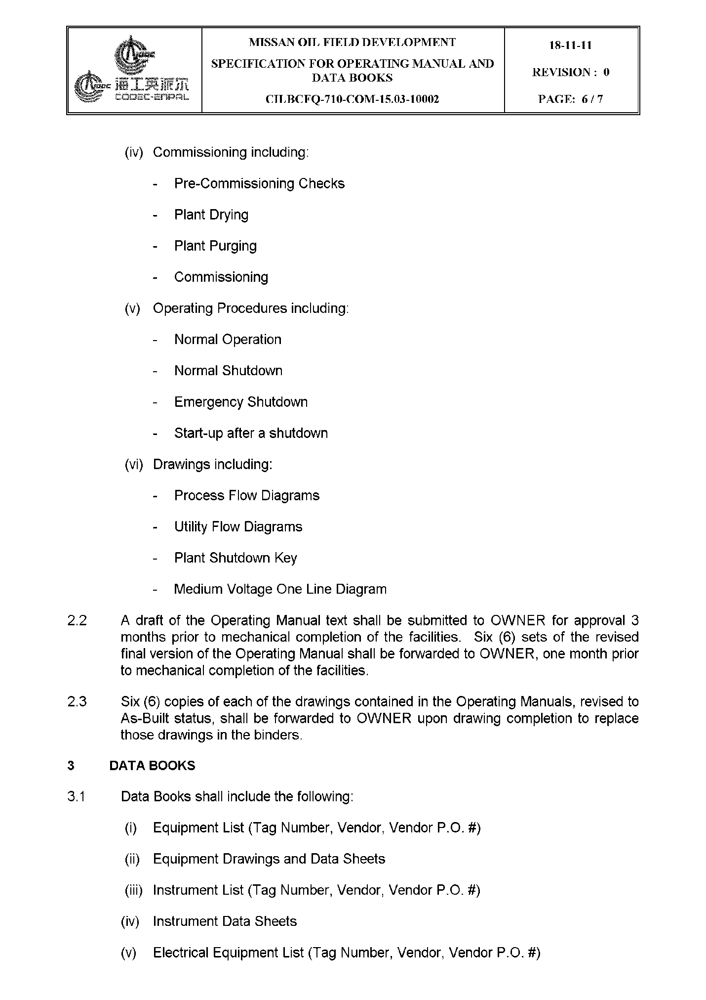 海工英派尔
COOEC-ENPAL
MISSAN OIL FIELD DEVELOPMENT
SPECIFICATION FOR OPERATING MANUAL AND
DATA BOOKS
CILBCFQ-710-COM-15.03-10002
18-11-11
REVISION : 0
PAGE: 6 / 7
(iv) Commissioning including:
- Pre-Commissioning Checks
- Plant Drying
- Plant Purging
- Commissioning
(v) Operating Procedures including:
- Normal Operation
- Normal Shutdown
- Emergency Shutdown
- Start-up after a shutdown
(vi) Drawings including:
- Process Flow Diagrams
- Utility Flow Diagrams
- Plant Shutdown Key
- Medium Voltage One Line Diagram
2.2 A draft of the Operating Manual text shall be submitted to OWNER for approval 3
months prior to mechanical completion of the facilities. Six (6) sets of the revised
final version of the Operating Manual shall be forwarded to OWNER, one month prior
to mechanical completion of the facilities.
2.3 Six (6) copies of each of the drawings contained in the Operating Manuals, revised to
As-Built status, shall be forwarded to OWNER upon drawing completion to replace
those drawings in the binders.
3 DATA BOOKS
3.1 Data Books shall include the following:
(i) Equipment List (Tag Number, Vendor, Vendor P.O. #)
(ii) Equipment Drawings and Data Sheets
(iii) Instrument List (Tag Number, Vendor, Vendor P.O. #)
(iv) Instrument Data Sheets
(v) Electrical Equipment List (Tag Number, Vendor, Vendor P.O. #)